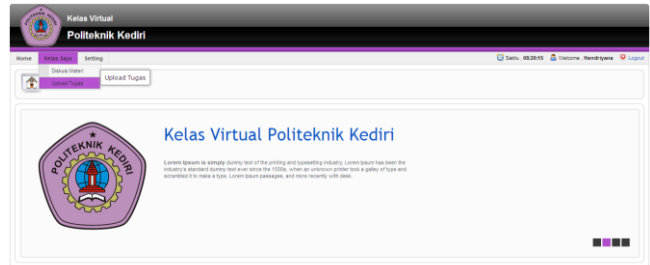 Kelas Virtual
Politeknik Kediri
Home Kelas Saya Setting
Sabtu , 08:28:45 Welcome , Hendriyana Logout
Diskusi Materi
Upload Tugas
Upload Tugas
Kelas Virtual Politeknik Kediri
POLITEKNIK KEDIRI
Lorem Ipsum is simply dummy text of the printing and typesetting industry. Lorem Ipsum has been the
industry's standard dummy text ever since the 1500s, when an unknown printer took a galley of type and
scrambled it to make a type. Lorem Ipsum passages, and more recently with desk.